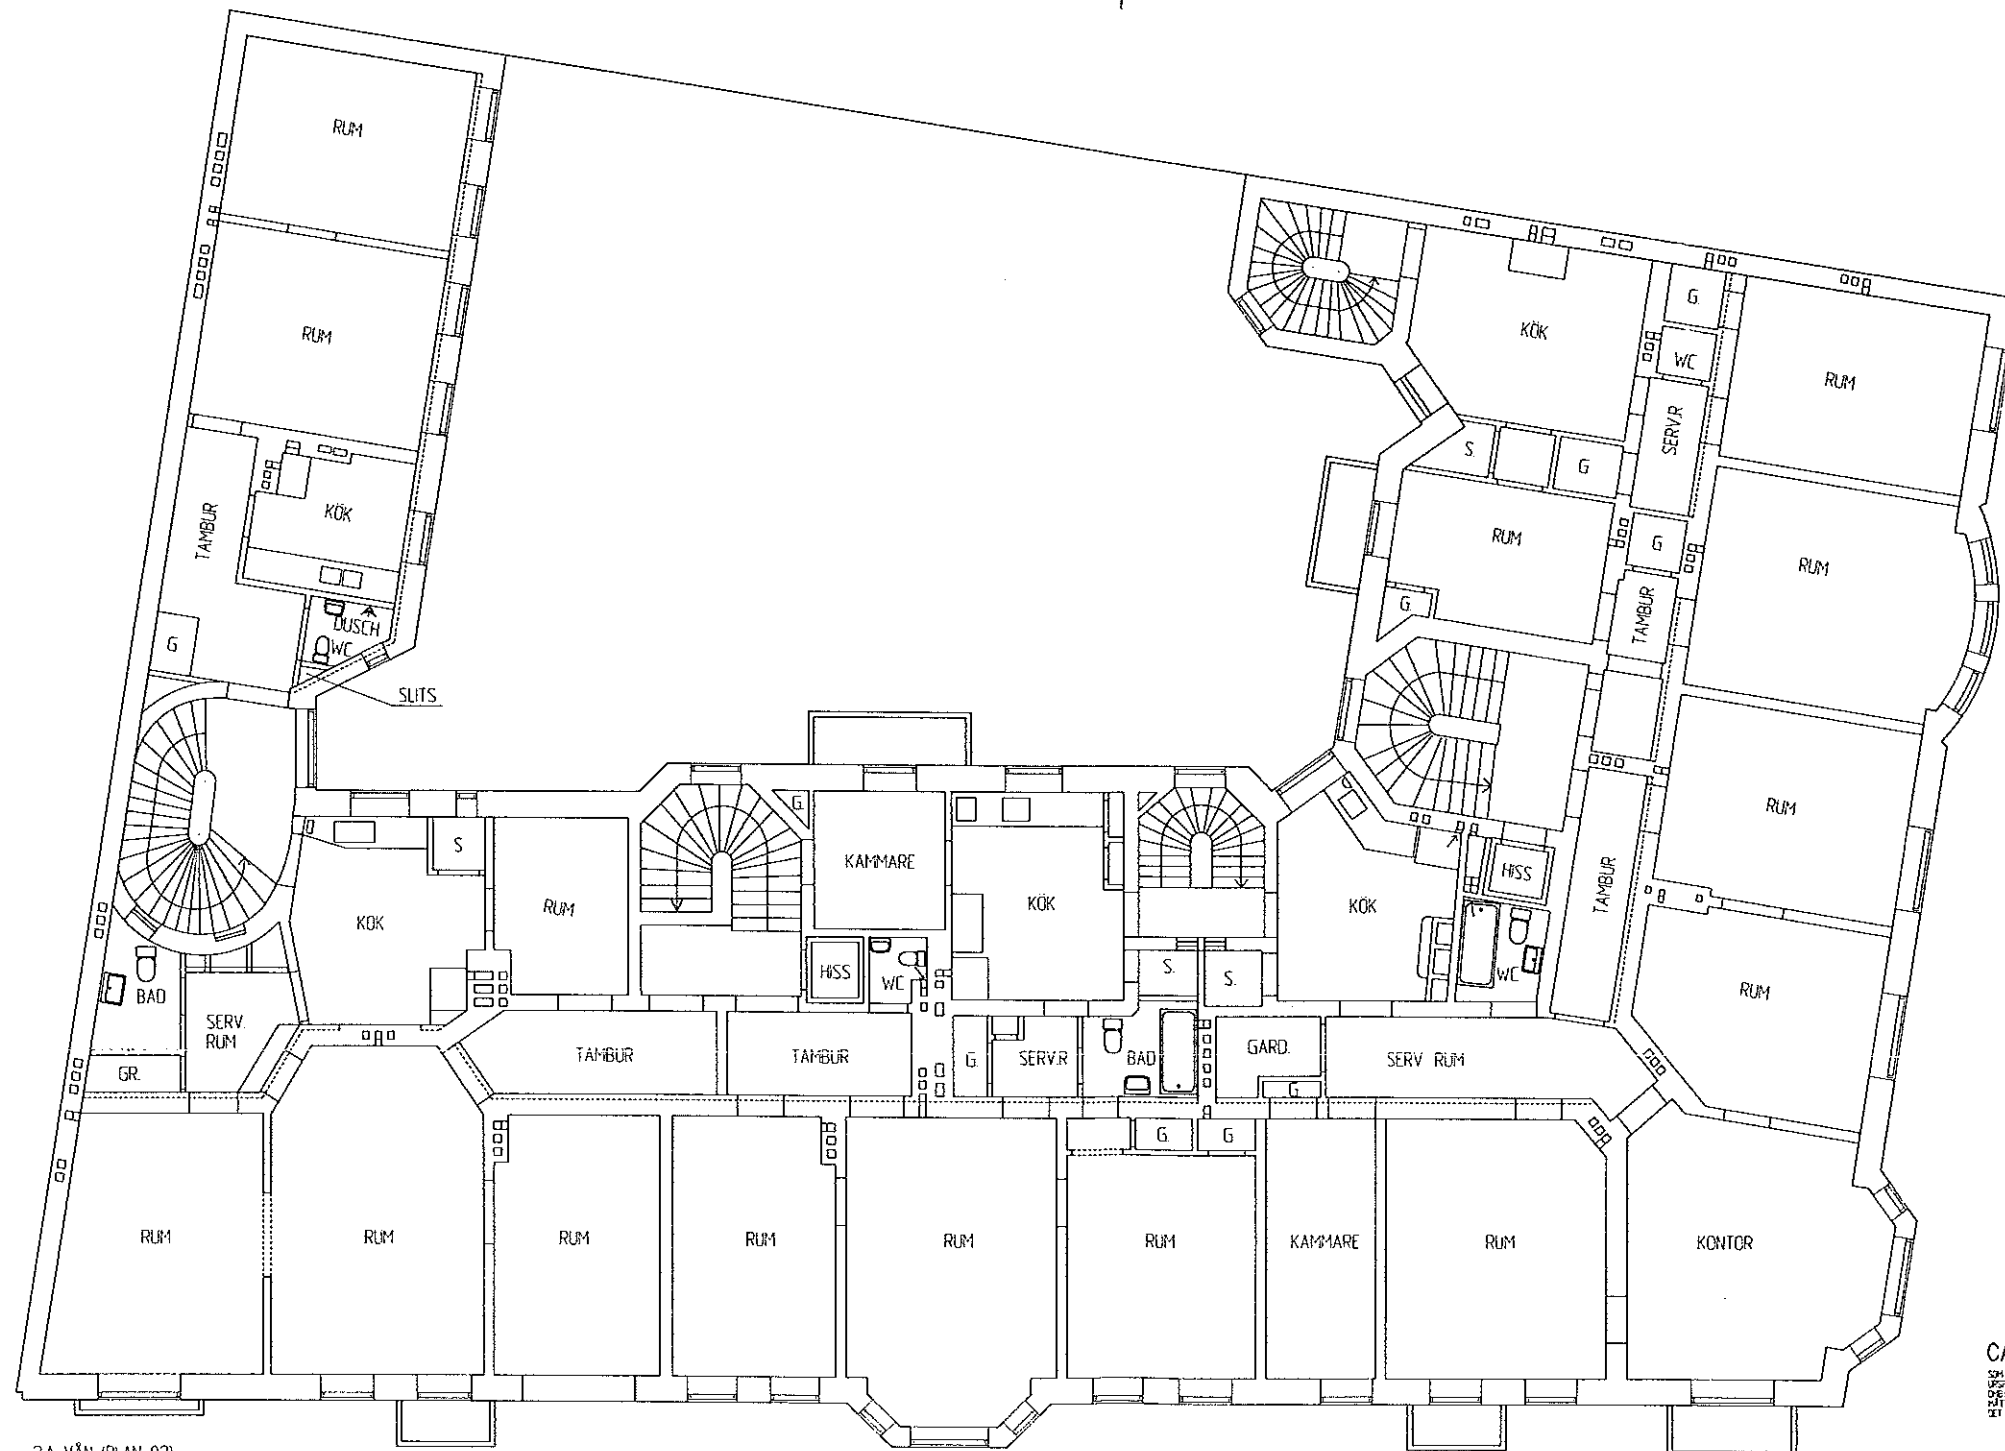 RUM
G.
KÖK
RUM
WC
RUM
RUM
SERV.R
S.
G
KÖK
TAMBUR
RUM
G
RUM
G.
TAMBUR
DUSCH
WC
G.
SLITS
G.
RUM
S
KAMMARE
HISS
KÖK
RUM
KÖK
KÖK
TAMBUR
HISS
WC
S.
S.
WC
RUM
BAD
SERV.
RUM
TAMBUR
TAMBUR
G.
SERV.R
BAD
GARD.
SERV RUM
GR.
G.
G.
G
RUM
RUM
RUM
RUM
RUM
RUM
KAMMARE
RUM
KONTOR